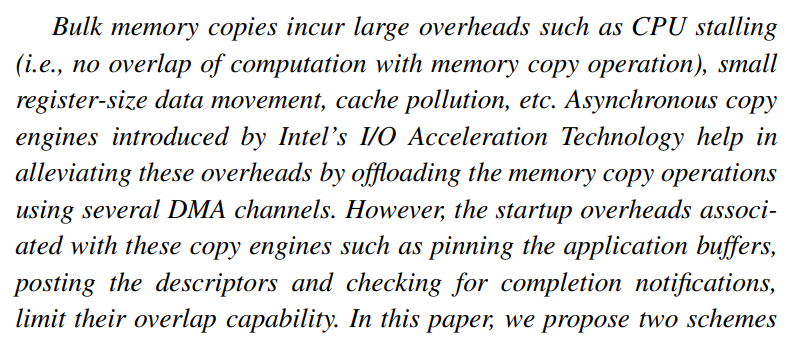 Bulk memory copies incur large overheads such as CPU stalling
(i.e., no overlap of computation with memory copy operation), small
register-size data movement, cache pollution, etc. Asynchronous copy
engines introduced by Intel's I/O Acceleration Technology help in
alleviating these overheads by offloading the memory copy operations
using several DMA channels. However, the startup overheads associ-
ated with these copy engines such as pinning the application buffers,
posting the descriptors and checking for completion notifications,
limit their overlap capability. In this paper, we propose two schemes